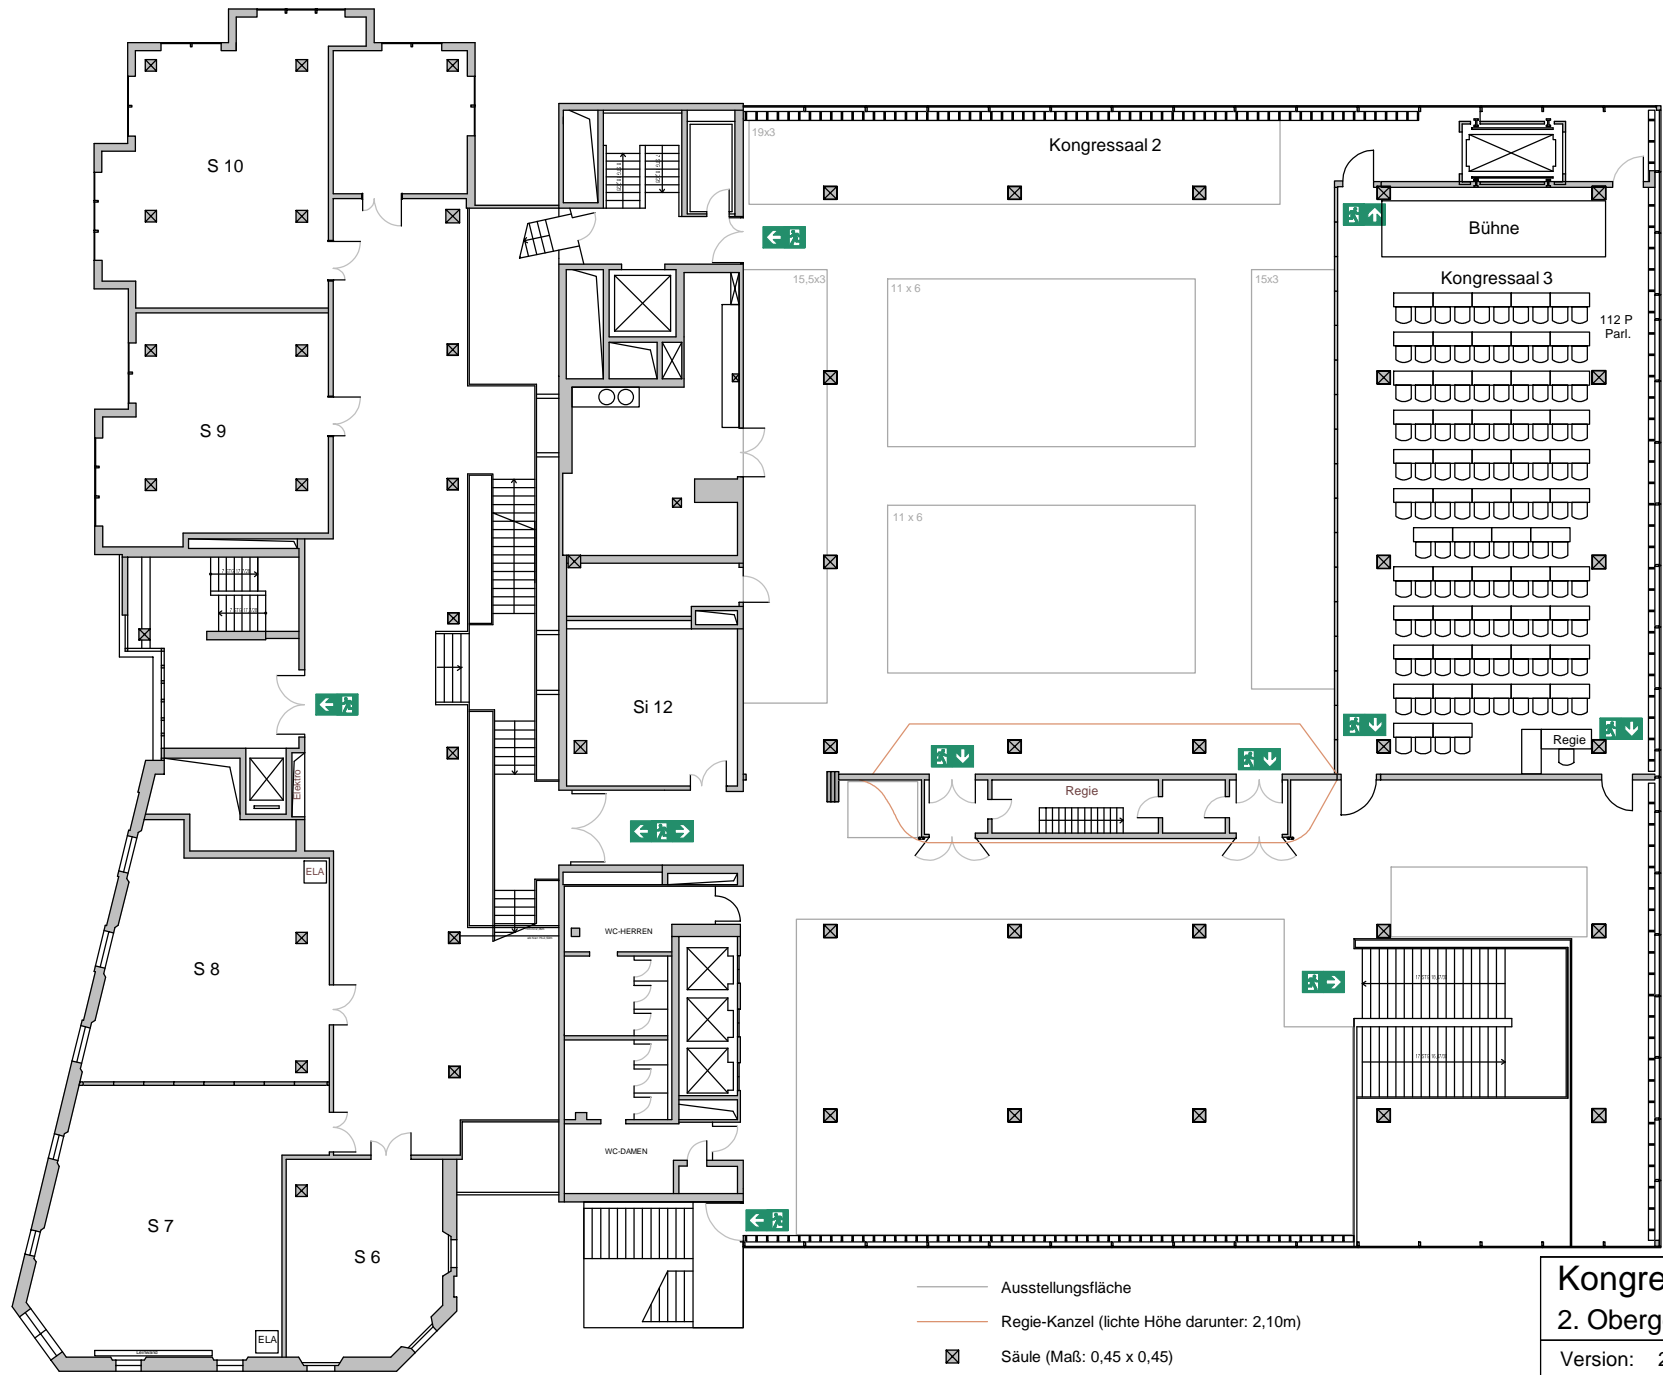 19x3
Kongressaal 2
S 10
Bühne
Kongressaal 3
15,5x3
11 x 6
15x3
112 P
Parl.
S 9
11 x 6
Si 12
Regie
Elektro
Regie
ELA
WC-HERREN
S 8
WC-DAMEN
S 7
S 6
ELA
Leinwand
Ausstellungsfläche
Regie-Kanzel (lichte Höhe darunter: 2,10m)
Säule (Maß: 0,45 x 0,45)
Kongre
2. Oberg
Version: 2